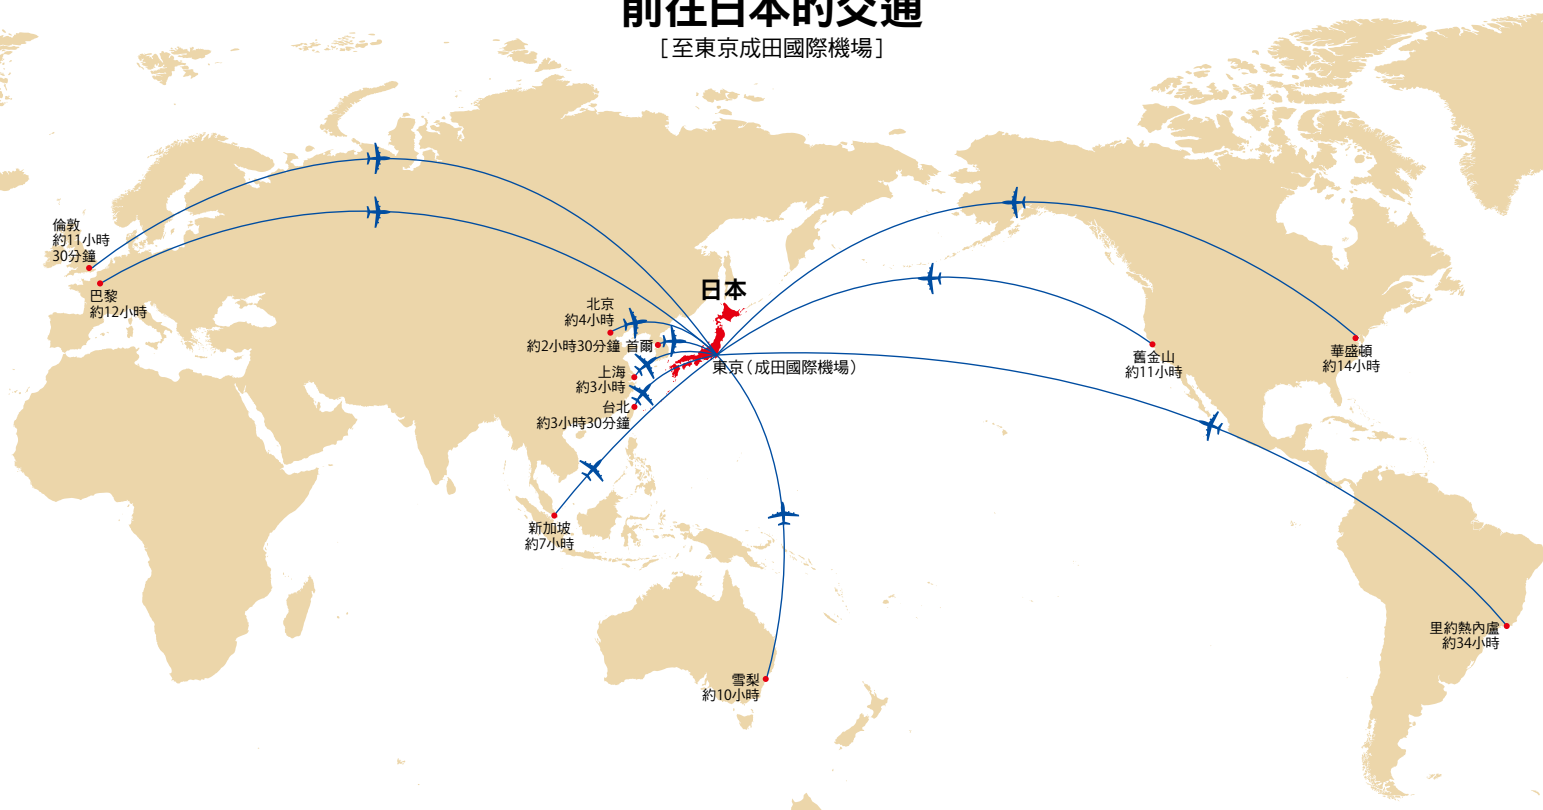 前往日本的交通
[至東京成田國際機場]
倫敦
約11小時
30分鐘
巴黎
約12小時
日本
北京
約4小時
約2小時30分鐘 首爾
上海
約3小時
台北
約3小時30分鐘
東京(成田國際機場)
舊金山
約11小時
華盛頓
約14小時
新加坡
約7小時
雪梨
約10小時
里約熱內盧
約34小時